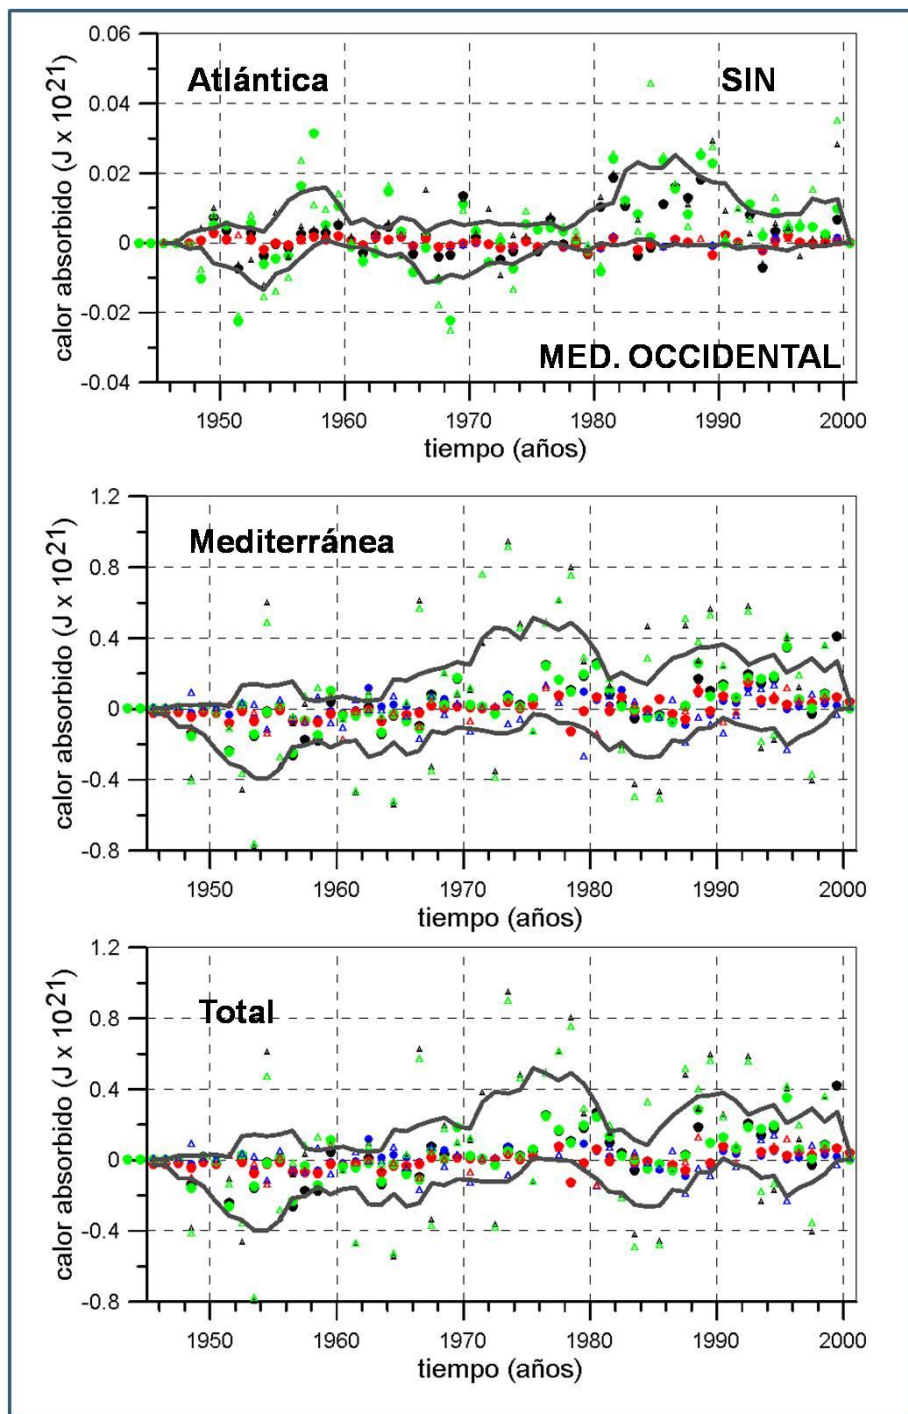 0.06
Atlántica SIN
0.04
0.02
0
-0.02
MED. OCCIDENTAL
-0.04
calor absorbido (J x 10²¹)
1950 1960 1970 1980 1990 2000
tiempo (años)
1.2
Mediterránea
0.8
0.4
0
-0.4
-0.8
calor absorbido (J x 10²¹)
1950 1960 1970 1980 1990 2000
tiempo (años)
1.2
Total
0.8
0.4
0
-0.4
-0.8
calor absorbido (J x 10²¹)
1950 1960 1970 1980 1990 2000
tiempo (años)